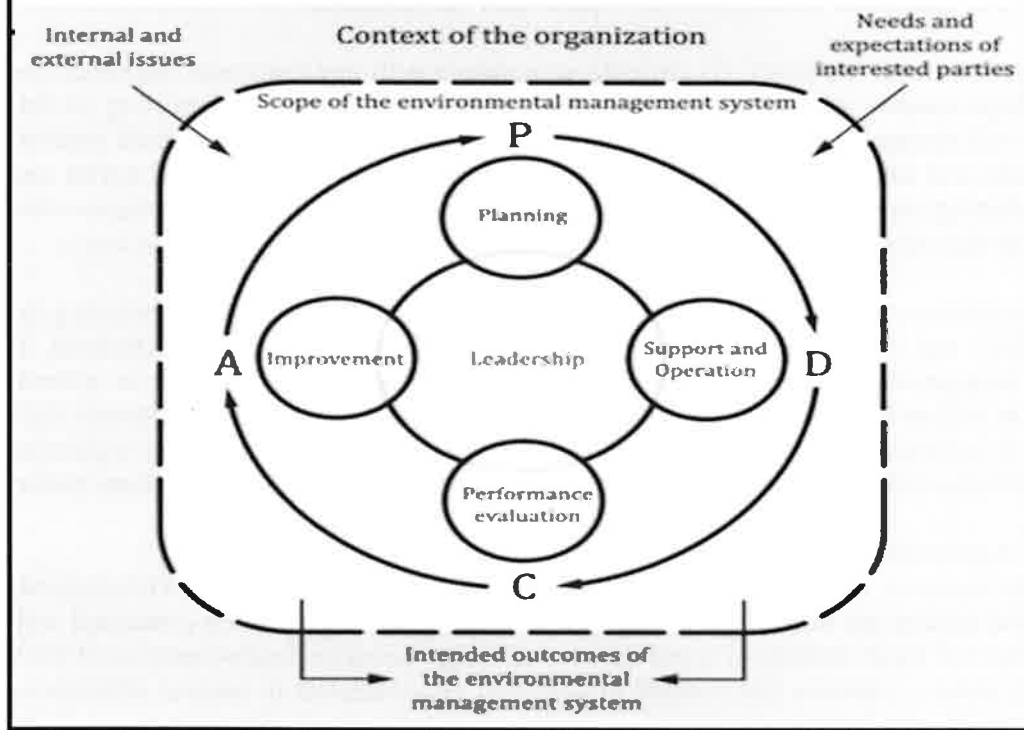 Internal and
external issues
Context of the organization
Needs and
expectations of
interested parties
Scope of the environmental management system
P
Planning
A
Improvement
Leadership
Support and
Operation
D
Performance
evaluation
C
Intended outcomes of
the environmental
management system